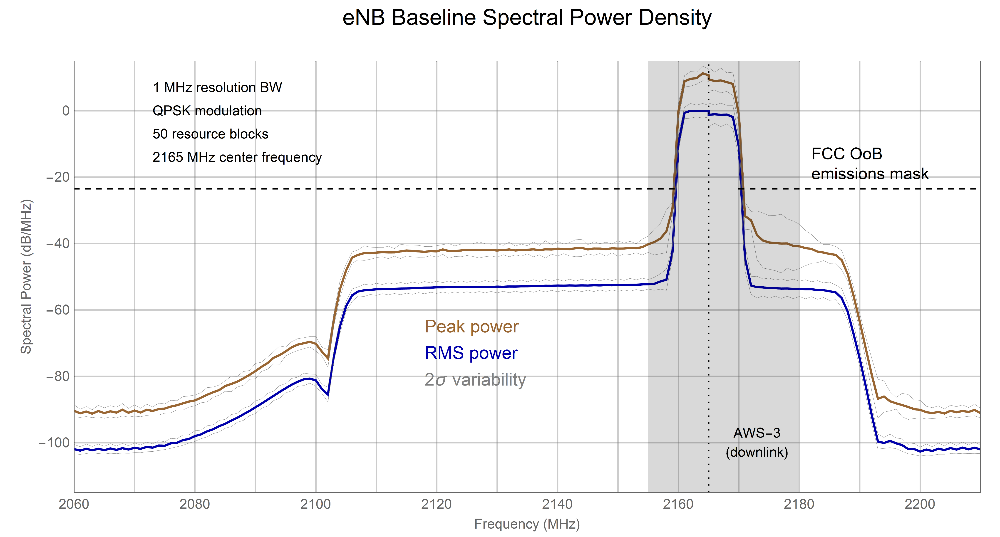 eNB Baseline Spectral Power Density
1 MHz resolution BW
QPSK modulation
50 resource blocks
2165 MHz center frequency
FCC OoB
emissions mask
Peak power
RMS power
2σ variability
AWS−3
(downlink)
Spectral Power (dB/MHz)
0
−20
−40
−60
−80
−100
2060 2080 2100 2120 2140 2160 2180 2200
Frequency (MHz)